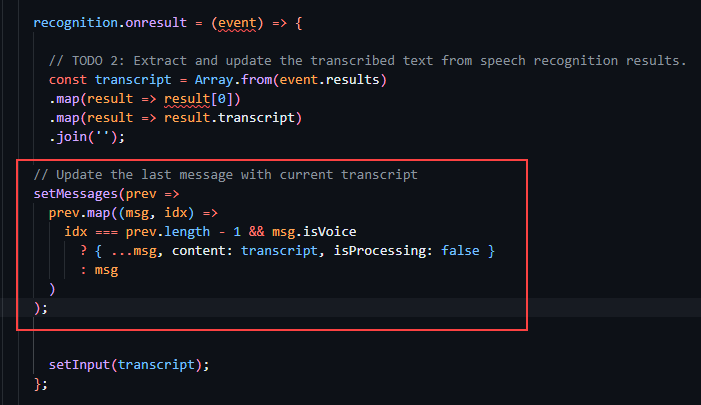 recognition.onresult = (event) => {
// TODO 2: Extract and update the transcribed text from speech recognition results.
const transcript = Array.from(event.results)
.map(result => result[0])
.map(result => result.transcript)
.join('');
// Update the last message with current transcript
setMessages(prev =>
prev.map((msg, idx) =>
idx === prev.length - 1 && msg.isVoice
? { ...msg, content: transcript, isProcessing: false }
: msg
)
);
setInput(transcript);
};